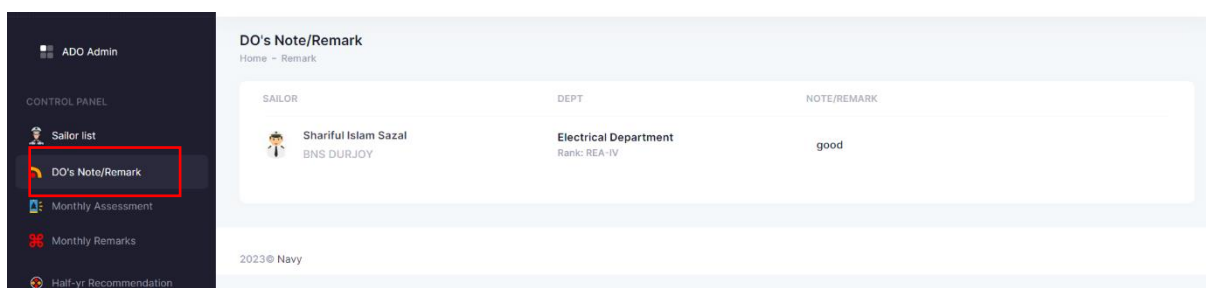 ADO Admin
CONTROL PANEL
Sailor list
DO's Note/Remark
Monthly Assessment
Monthly Remarks
Half-yr Recommendation
DO's Note/Remark
Home - Remark
SAILOR DEPT NOTE/REMARK
Shariful Islam Sazal Electrical Department good
BNS DURJOY Rank: REA-IV
2023© Navy